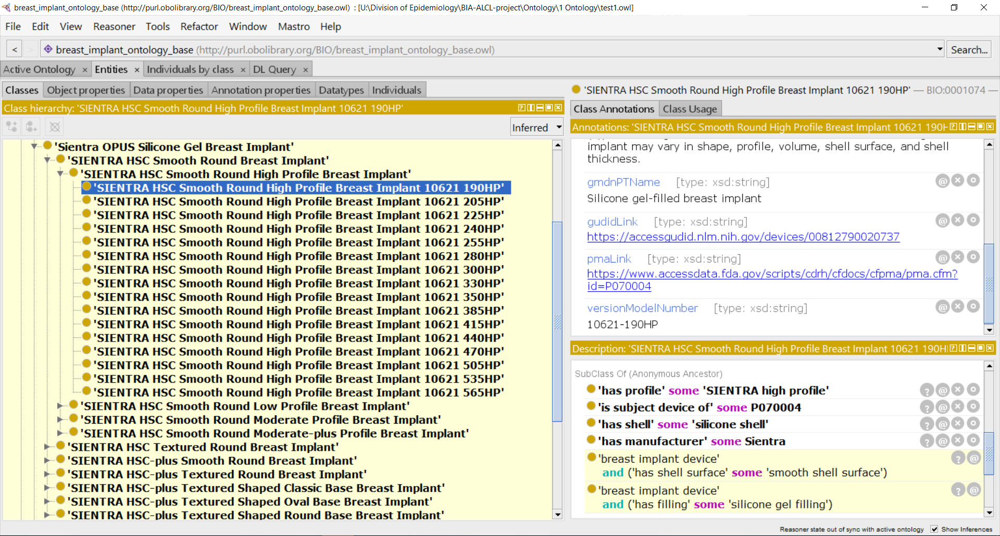 breast_implant_ontology_base (http://purl.obolibrary.org/BIO/breast_implant_ontology_base.owl) : [U:\Division of Epidemiology\BIA-ALCL-project\Ontology\1 Ontology\test1.owl]
File Edit View Reasoner Tools Refactor Window Mastro Help
< > breast_implant_ontology_base (http://purl.obolibrary.org/BIO/breast_implant_ontology_base.owl) Search...
Active Ontology × Entities × Individuals by class × DL Query ×
Classes Object properties Data properties Annotation properties Datatypes Individuals
Class hierarchy: 'SIENTRA HSC Smooth Round High Profile Breast Implant 10621 190HP'
Inferred
'Sientra OPUS Silicone Gel Breast Implant'
'SIENTRA HSC Smooth Round Breast Implant'
'SIENTRA HSC Smooth Round High Profile Breast Implant'
'SIENTRA HSC Smooth Round High Profile Breast Implant 10621 190HP'
'SIENTRA HSC Smooth Round High Profile Breast Implant 10621 205HP'
'SIENTRA HSC Smooth Round High Profile Breast Implant 10621 225HP'
'SIENTRA HSC Smooth Round High Profile Breast Implant 10621 240HP'
'SIENTRA HSC Smooth Round High Profile Breast Implant 10621 255HP'
'SIENTRA HSC Smooth Round High Profile Breast Implant 10621 280HP'
'SIENTRA HSC Smooth Round High Profile Breast Implant 10621 300HP'
'SIENTRA HSC Smooth Round High Profile Breast Implant 10621 330HP'
'SIENTRA HSC Smooth Round High Profile Breast Implant 10621 350HP'
'SIENTRA HSC Smooth Round High Profile Breast Implant 10621 385HP'
'SIENTRA HSC Smooth Round High Profile Breast Implant 10621 415HP'
'SIENTRA HSC Smooth Round High Profile Breast Implant 10621 440HP'
'SIENTRA HSC Smooth Round High Profile Breast Implant 10621 470HP'
'SIENTRA HSC Smooth Round High Profile Breast Implant 10621 505HP'
'SIENTRA HSC Smooth Round High Profile Breast Implant 10621 535HP'
'SIENTRA HSC Smooth Round High Profile Breast Implant 10621 565HP'
'SIENTRA HSC Smooth Round Low Profile Breast Implant'
'SIENTRA HSC Smooth Round Moderate Profile Breast Implant'
'SIENTRA HSC Smooth Round Moderate-plus Profile Breast Implant'
'SIENTRA HSC Textured Round Breast Implant'
'SIENTRA HSC-plus Smooth Round Breast Implant'
'SIENTRA HSC-plus Textured Round Breast Implant'
'SIENTRA HSC-plus Textured Shaped Classic Base Breast Implant'
'SIENTRA HSC-plus Textured Shaped Oval Base Breast Implant'
'SIENTRA HSC-plus Textured Shaped Round Base Breast Implant'
'SIENTRA HSC Smooth Round High Profile Breast Implant 10621 190HP' — BIO:0001074 —
Class Annotations Class Usage
Annotations: 'SIENTRA HSC Smooth Round High Profile Breast Implant 10621 190H
implant may vary in shape, profile, volume, shell surface, and shell
thickness.
gmdnPTName [type: xsd:string]
Silicone gel-filled breast implant
gudidLink [type: xsd:string]
https://accessgudid.nlm.nih.gov/devices/00812790020737
pmaLink [type: xsd:string]
https://www.accessdata.fda.gov/scripts/cdrh/cfdocs/cfpma/pma.cfm?
id=P070004
versionModelNumber [type: xsd:string]
10621-190HP
Description: 'SIENTRA HSC Smooth Round High Profile Breast Implant 10621 190H
SubClass Of (Anonymous Ancestor)
'has profile' some 'SIENTRA high profile'
'is subject device of' some P070004
'has shell' some 'silicone shell'
'has manufacturer' some Sientra
'breast implant device'
and ('has shell surface' some 'smooth shell surface')
'breast implant device'
and ('has filling' some 'silicone gel filling')
Reasoner state out of sync with active ontology Show Inferences